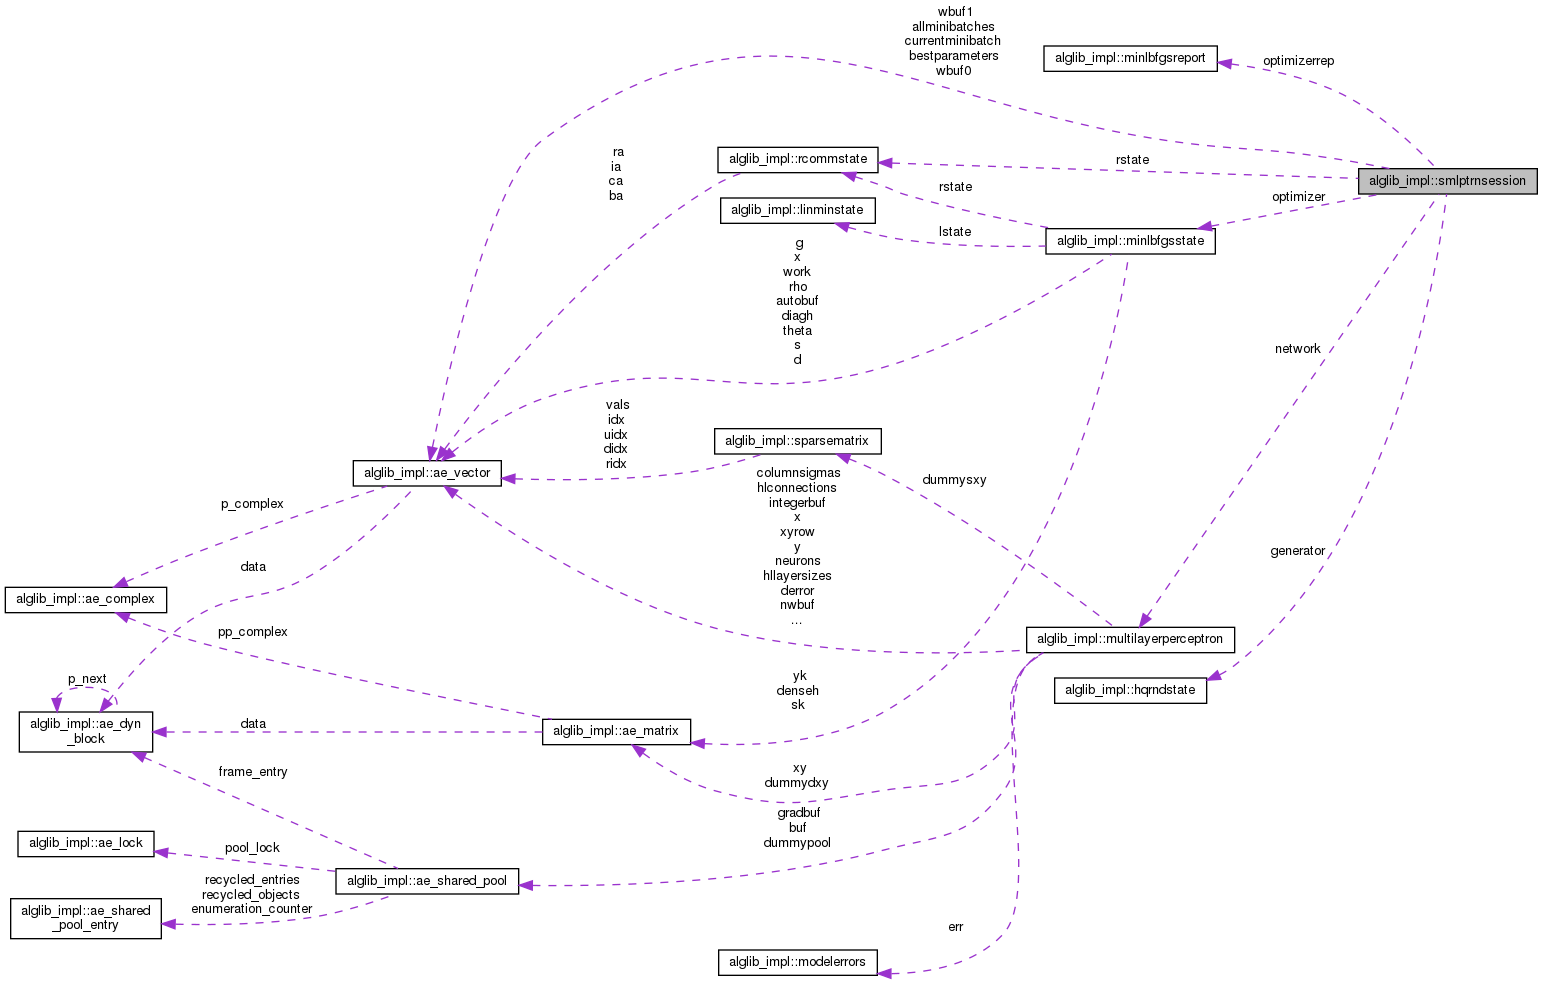 wbuf1
allminibatches
currentminibatch
bestparameters
wbuf0
alglib_impl::minlbfgsreport
optimizerrep
ra
ia
ca
ba
alglib_impl::rcommstate
rstate
alglib_impl::smlptrnsession
rstate
optimizer
alglib_impl::linminstate
lstate
alglib_impl::minlbfgsstate
g
x
work
rho
autobuf
diagh
theta
s
d
network
vals
idx
uidx
didx
ridx
alglib_impl::sparsematrix
alglib_impl::ae_vector
dummysxy
columnsigmas
hlconnections
integerbuf
x
xyrow
y
neurons
hllayersizes
derror
nwbuf
...
p_complex
data
generator
alglib_impl::ae_complex
pp_complex
alglib_impl::multilayerperceptron
p_next
yk
denseh
sk
alglib_impl::hqrndstate
alglib_impl::ae_dyn
_block
data
alglib_impl::ae_matrix
frame_entry
xy
dummydxy
gradbuf
buf
dummypool
alglib_impl::ae_lock
pool_lock
alglib_impl::ae_shared_pool
recycled_entries
recycled_objects
enumeration_counter
alglib_impl::ae_shared
_pool_entry
err
alglib_impl::modelerrors